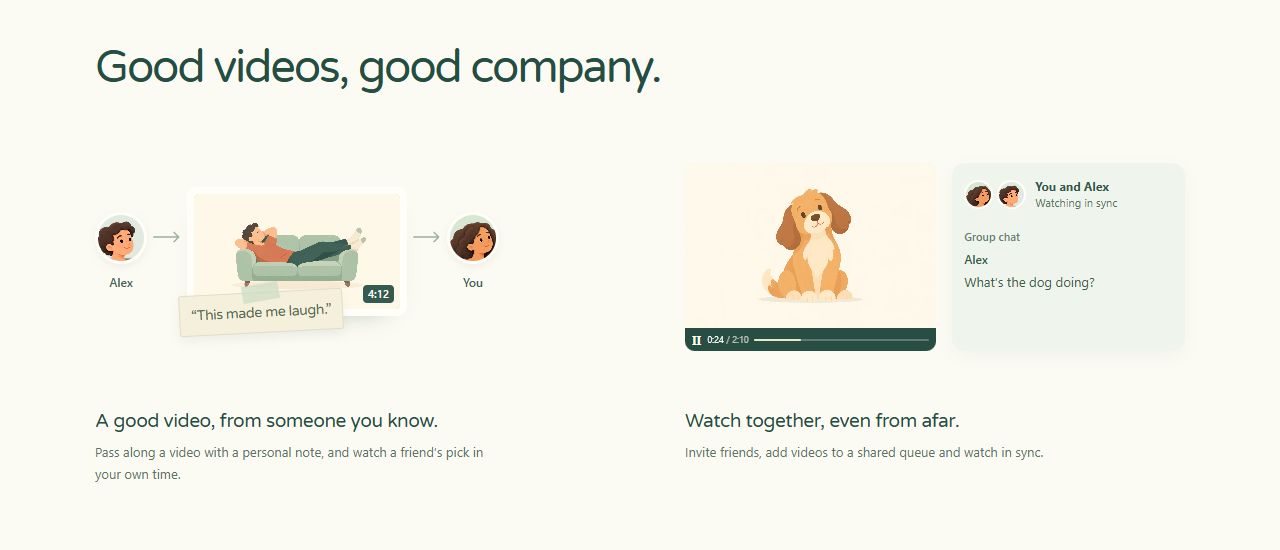 Good videos, good company.
Alex
“This made me laugh.”
4:12
You
0:24 / 2:10
You and Alex
Watching in sync
Group chat
Alex
What's the dog doing?
A good video, from someone you know.
Pass along a video with a personal note, and watch a friend's pick in
your own time.
Watch together, even from afar.
Invite friends, add videos to a shared queue and watch in sync.